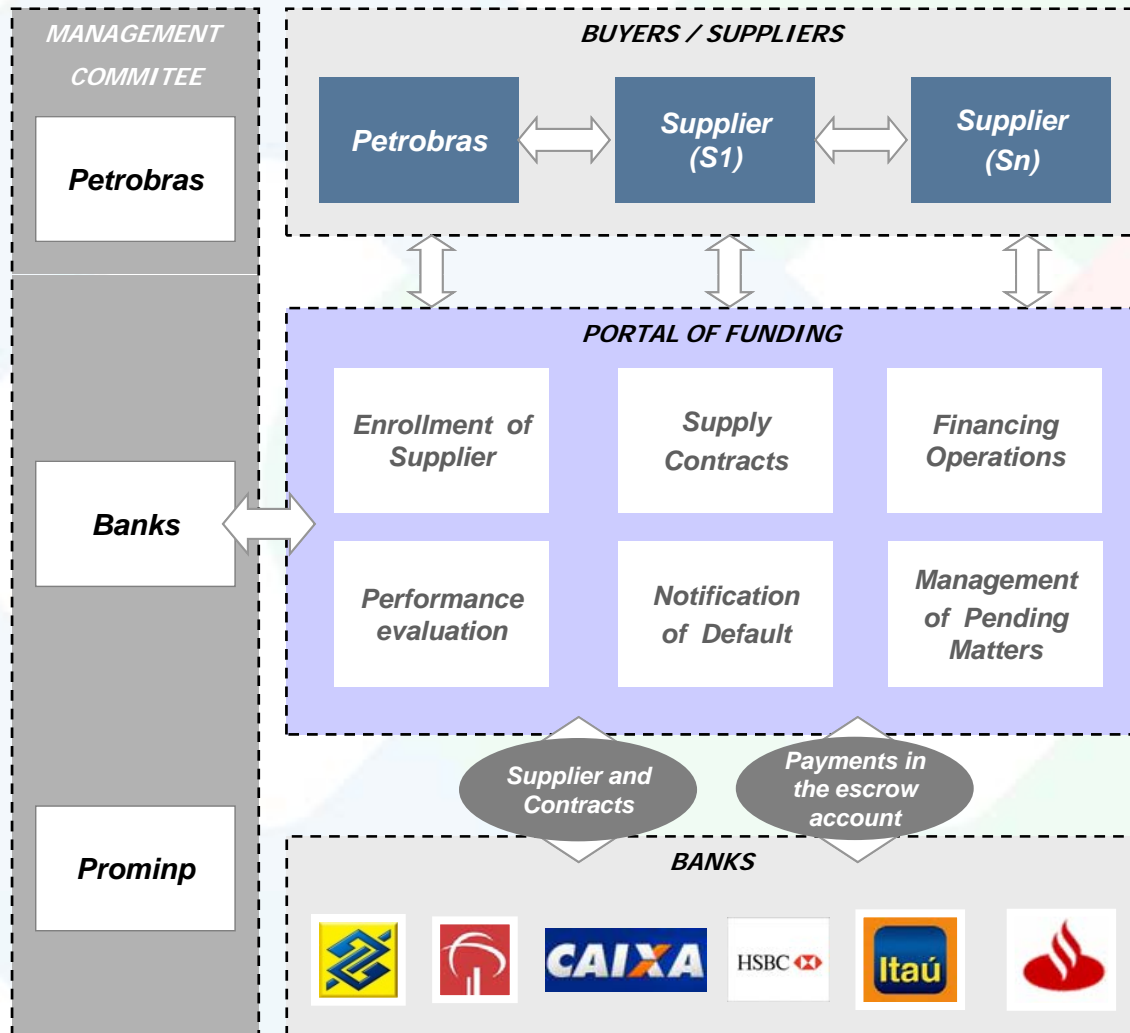 MANAGEMENT
COMMITEE
Petrobras
Banks
Prominp
BUYERS / SUPPLIERS
Petrobras
Supplier
(S1)
Supplier
(Sn)
PORTAL OF FUNDING
Enrollment of
Supplier
Supply
Contracts
Financing
Operations
Performance
evaluation
Notification
of Default
Management
of Pending
Matters
Supplier and
Contracts
Payments in
the escrow
account
BANKS
CAIXA
HSBC
Itaú